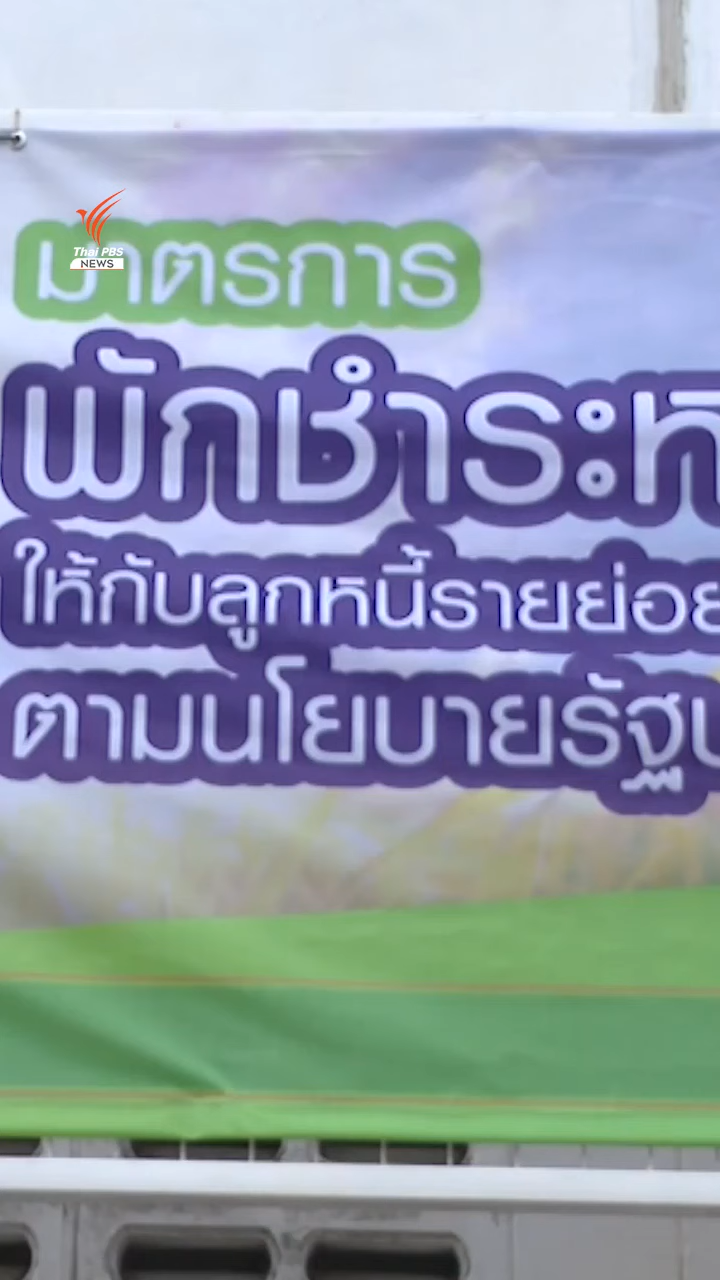 Thai PBS
NEWS
มาตรการ
พักชำระห
ให้กับลูกหนี้รายย่อย
ตามนโยบายรัฐบ